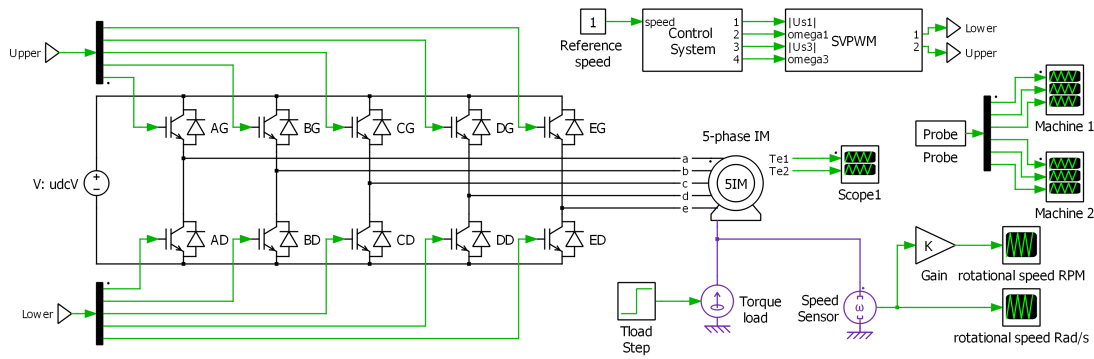 Upper
AG
BG
CG
DG
EG
V: udcV
AD
BD
CD
DD
ED
Lower
1
Reference
speed
speed
Control
System
1
2
3
4
|Us1|
omega1
|Us3|
omega3
SVPWM
1
2
Lower
Upper
5-phase IM
a
b
c
d
e
5IM
Te1
Te2
Scope1
Probe
Probe
Machine 1
Machine 2
Tload
Step
Torque
load
Speed
Sensor
ω
K
Gain
rotational speed RPM
rotational speed Rad/s